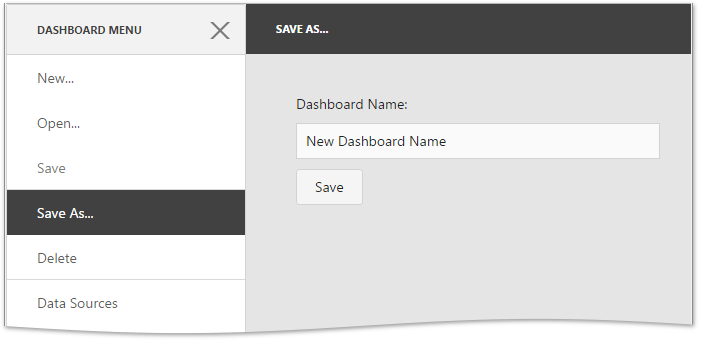 DASHBOARD MENU
New...
Open...
Save
Save As...
Delete
Data Sources
SAVE AS...
Dashboard Name:
New Dashboard Name
Save